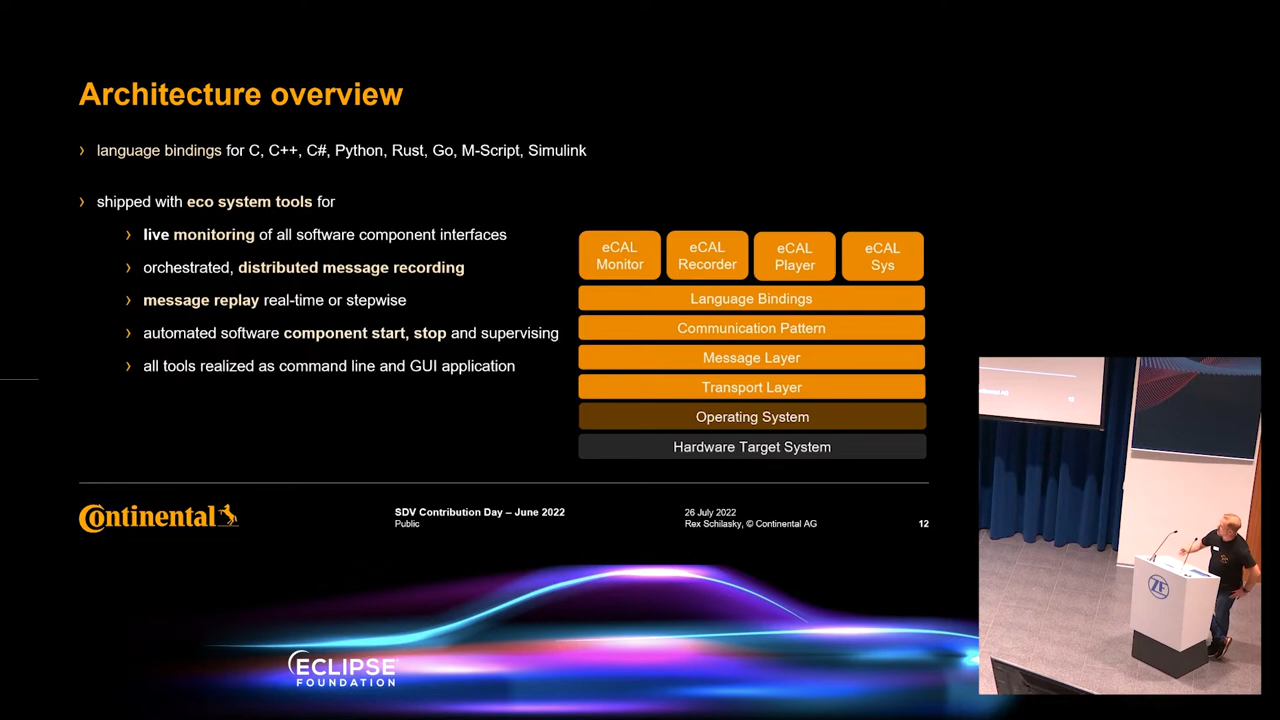 Architecture overview
› language bindings for C, C++, C#, Python, Rust, Go, M-Script, Simulink
› shipped with eco system tools for
› live monitoring of all software component interfaces
› orchestrated, distributed message recording
› message replay real-time or stepwise
› automated software component start, stop and supervising
› all tools realized as command line and GUI application
eCAL
Monitor
eCAL
Recorder
eCAL
Player
eCAL
Sys
Language Bindings
Communication Pattern
Message Layer
Transport Layer
Operating System
Hardware Target System
Continental
SDV Contribution Day – June 2022
Public
26 July 2022
Rex Schilasky, © Continental AG
12
ECLIPSE
FOUNDATION
12
ZF